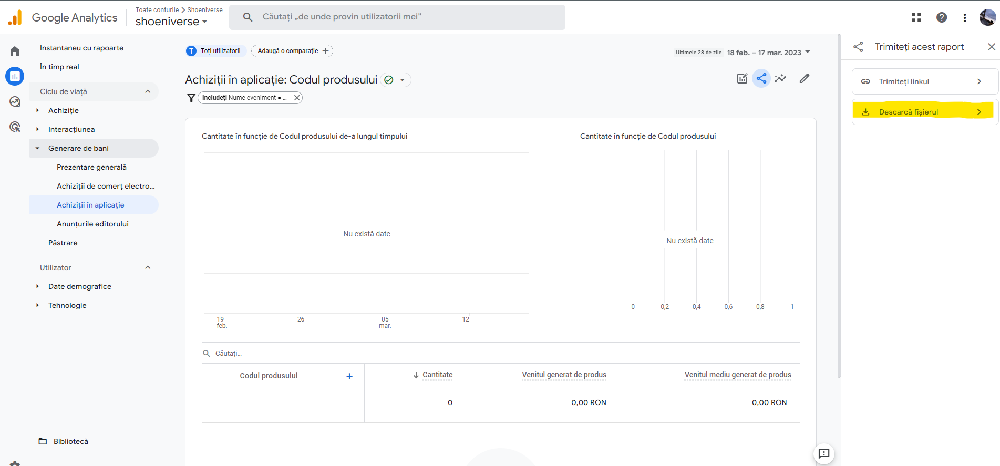 Google Analytics
Toate conturile > Shoeniverse
shoeniverse
Căutați „de unde provin utilizatorii mei”
Instantaneu cu rapoarte
În timp real
Ciclu de viață
Achiziție
Interacțiunea
Generare de bani
Prezentare generală
Achiziții de comerț electro...
Achiziții în aplicație
Anunțurile editorului
Păstrare
Utilizator
Date demografice
Tehnologie
Bibliotecă
T Toți utilizatorii
Adaugă o comparație +
Ultimele 28 de zile 18 feb. – 17 mar. 2023
Achiziții în aplicație: Codul produsului
Includeți Nume eveniment = ...
Cantitate în funcție de Codul produsului de-a lungul timpului
Nu există date
19 26 05 12
feb. mar.
Cantitate în funcție de Codul produsului
Nu există date
0 0,2 0,4 0,6 0,8 1
Căutați...
Codul produsului + Cantitate Venitul generat de produs Venitul mediu generat de produs
0 0,00 RON 0,00 RON
Trimiteți acest raport
Trimiteți linkul
Descarcă fișierul